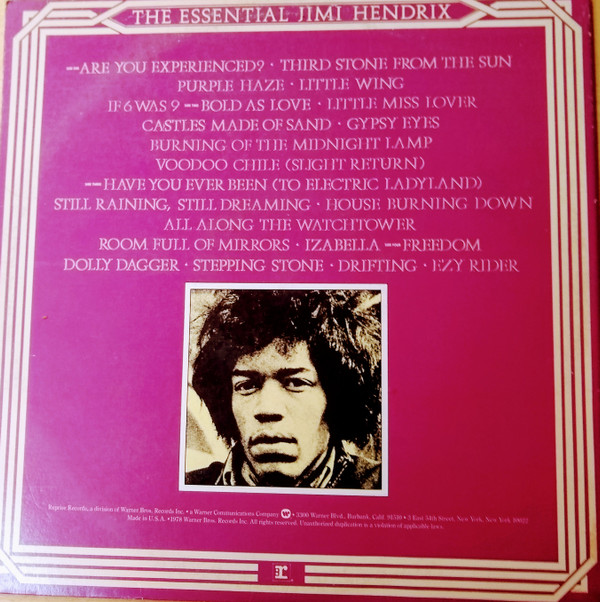 THE ESSENTIAL JIMI HENDRIX
--ARE YOU EXPERIENCED? · THIRD STONE FROM THE SUN
PURPLE HAZE · LITTLE WING
IF 6 WAS 9 --BOLD AS LOVE · LITTLE MISS LOVER
CASTLES MADE OF SAND · GYPSY EYES
BURNING OF THE MIDNIGHT LAMP
VOODOO CHILE (SLIGHT RETURN)
--HAVE YOU EVER BEEN (TO ELECTRIC LADYLAND)
STILL RAINING, STILL DREAMING · HOUSE BURNING DOWN
ALL ALONG THE WATCHTOWER
ROOM FULL OF MIRRORS · IZABELLA --FREEDOM
DOLLY DAGGER · STEPPING STONE · DRIFTING · EZY RIDER
Reprise Records, a division of Warner Bros. Records Inc. • a Warner Communications Company W • 3300 Warner Blvd., Burbank, Calif. 91510 • 3 East 54th Street, New York, New York 10022
Made in U.S.A. • 1978 Warner Bros. Records Inc. All rights reserved. Unauthorized duplication is a violation of applicable laws.
r